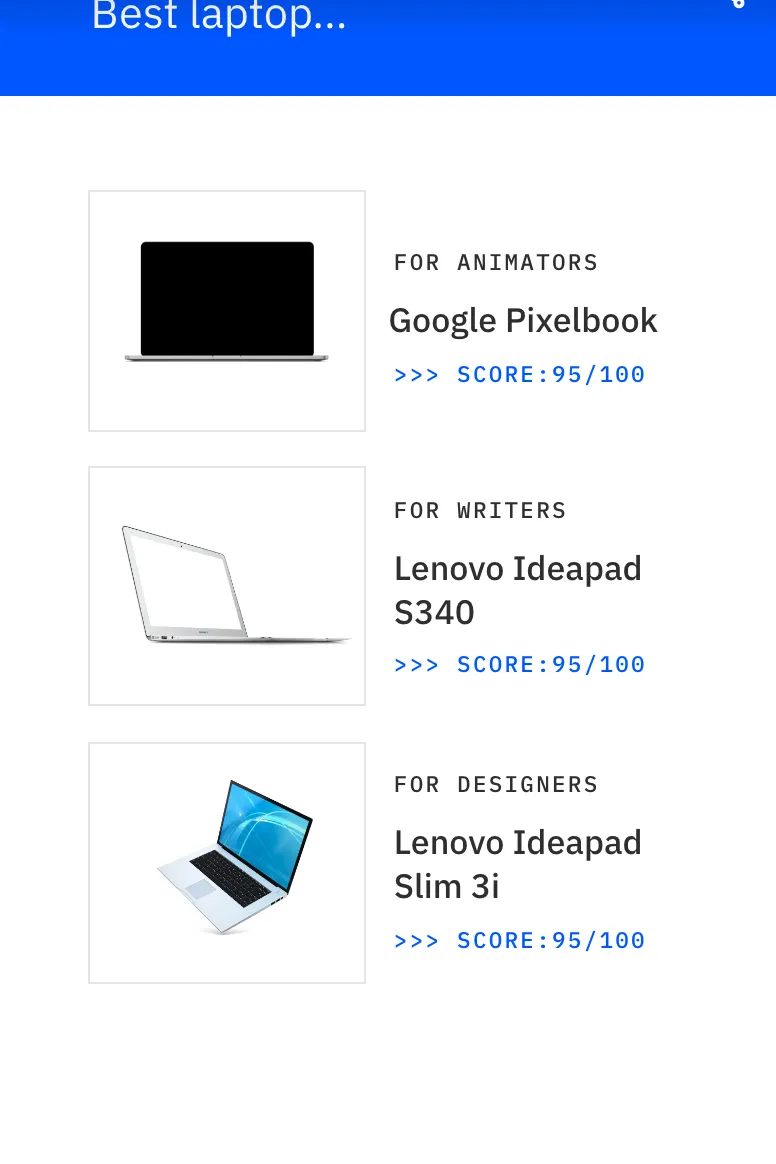 Best laptop...
FOR ANIMATORS
Google Pixelbook
>>> SCORE:95/100
FOR WRITERS
Lenovo Ideapad
S340
>>> SCORE:95/100
FOR DESIGNERS
Lenovo Ideapad
Slim 3i
>>> SCORE:95/100